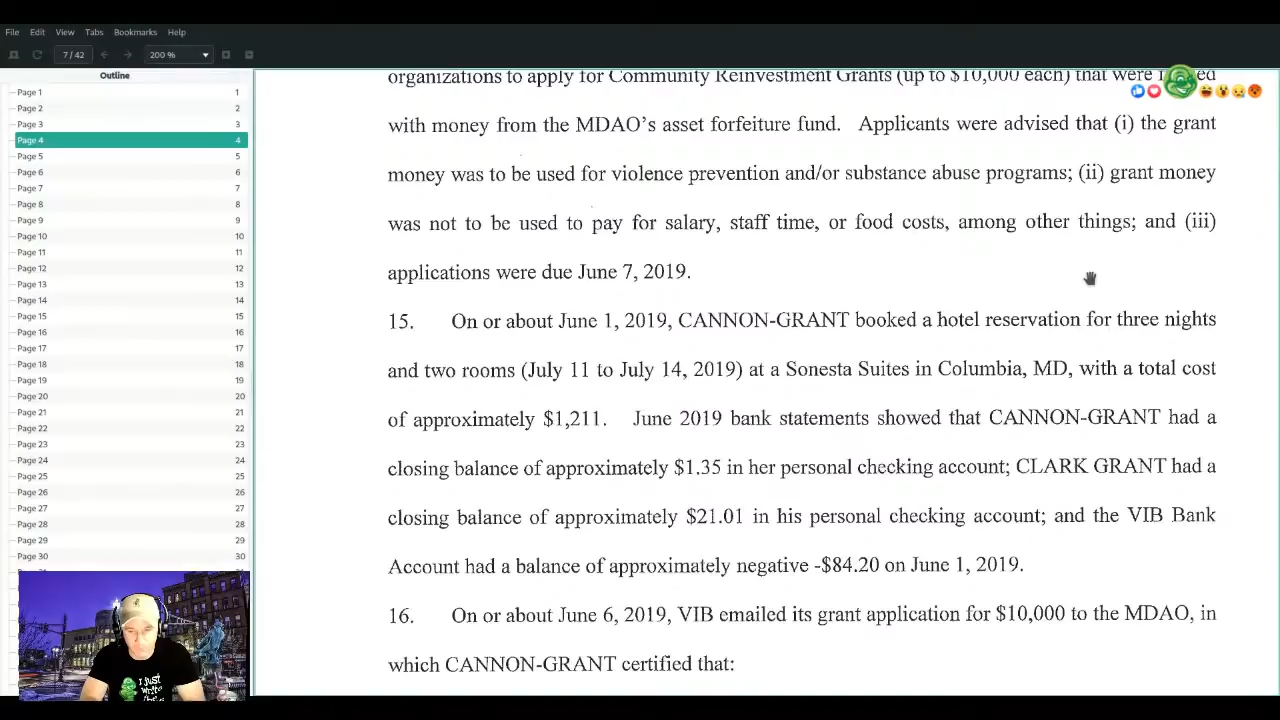 File Edit View Tabs Bookmarks Help
7 / 42 200 %
Outline
Page 1 1
Page 2 2
Page 3 3
Page 4 4
Page 5 5
Page 6 6
Page 7 7
Page 8 8
Page 9 9
Page 10 10
Page 11 11
Page 12 12
Page 13 13
Page 14 14
Page 15 15
Page 16 16
Page 17 17
Page 18 18
Page 19 19
Page 20 20
Page 21 21
Page 22 22
Page 23 23
Page 24 24
Page 25 25
Page 26 26
Page 27 27
Page 28 28
Page 29 29
Page 30 30
organizations to apply for Community Reinvestment Grants (up to $10,000 each) that were
with money from the MDAO's asset forfeiture fund. Applicants were advised that (i) the grant
money was to be used for violence prevention and/or substance abuse programs; (ii) grant money
was not to be used to pay for salary, staff time, or food costs, among other things; and (iii)
applications were due June 7, 2019.
15. On or about June 1, 2019, CANNON-GRANT booked a hotel reservation for three nights
and two rooms (July 11 to July 14, 2019) at a Sonesta Suites in Columbia, MD, with a total cost
of approximately $1,211. June 2019 bank statements showed that CANNON-GRANT had a
closing balance of approximately $1.35 in her personal checking account; CLARK GRANT had a
closing balance of approximately $21.01 in his personal checking account; and the VIB Bank
Account had a balance of approximately negative -$84.20 on June 1, 2019.
16. On or about June 6, 2019, VIB emailed its grant application for $10,000 to the MDAO, in
which CANNON-GRANT certified that:
I JUST